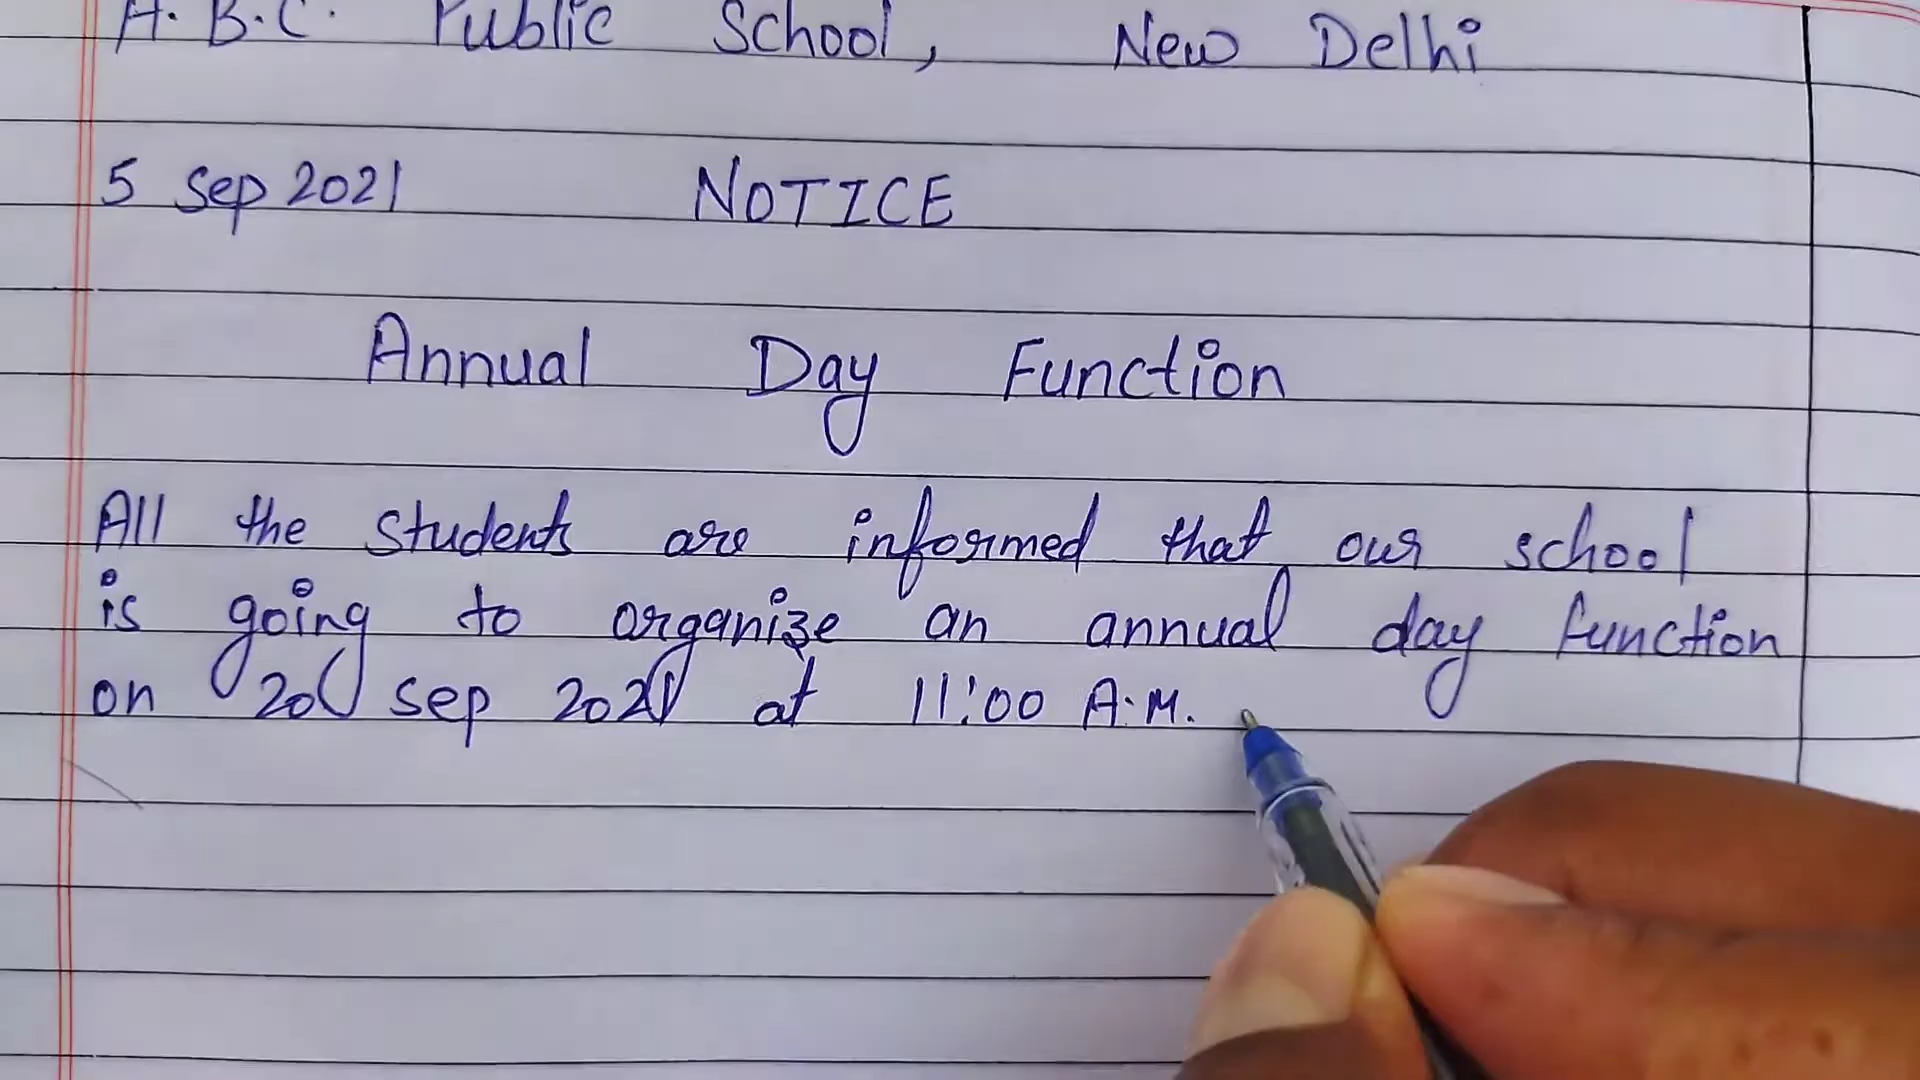 A.B.C. Public School, New Delhi
5 Sep 2021 NOTICE
Annual Day Function
All the students are informed that our school
is going to organize an annual day function
on 20 sep 2021 at 11:00 A.M.